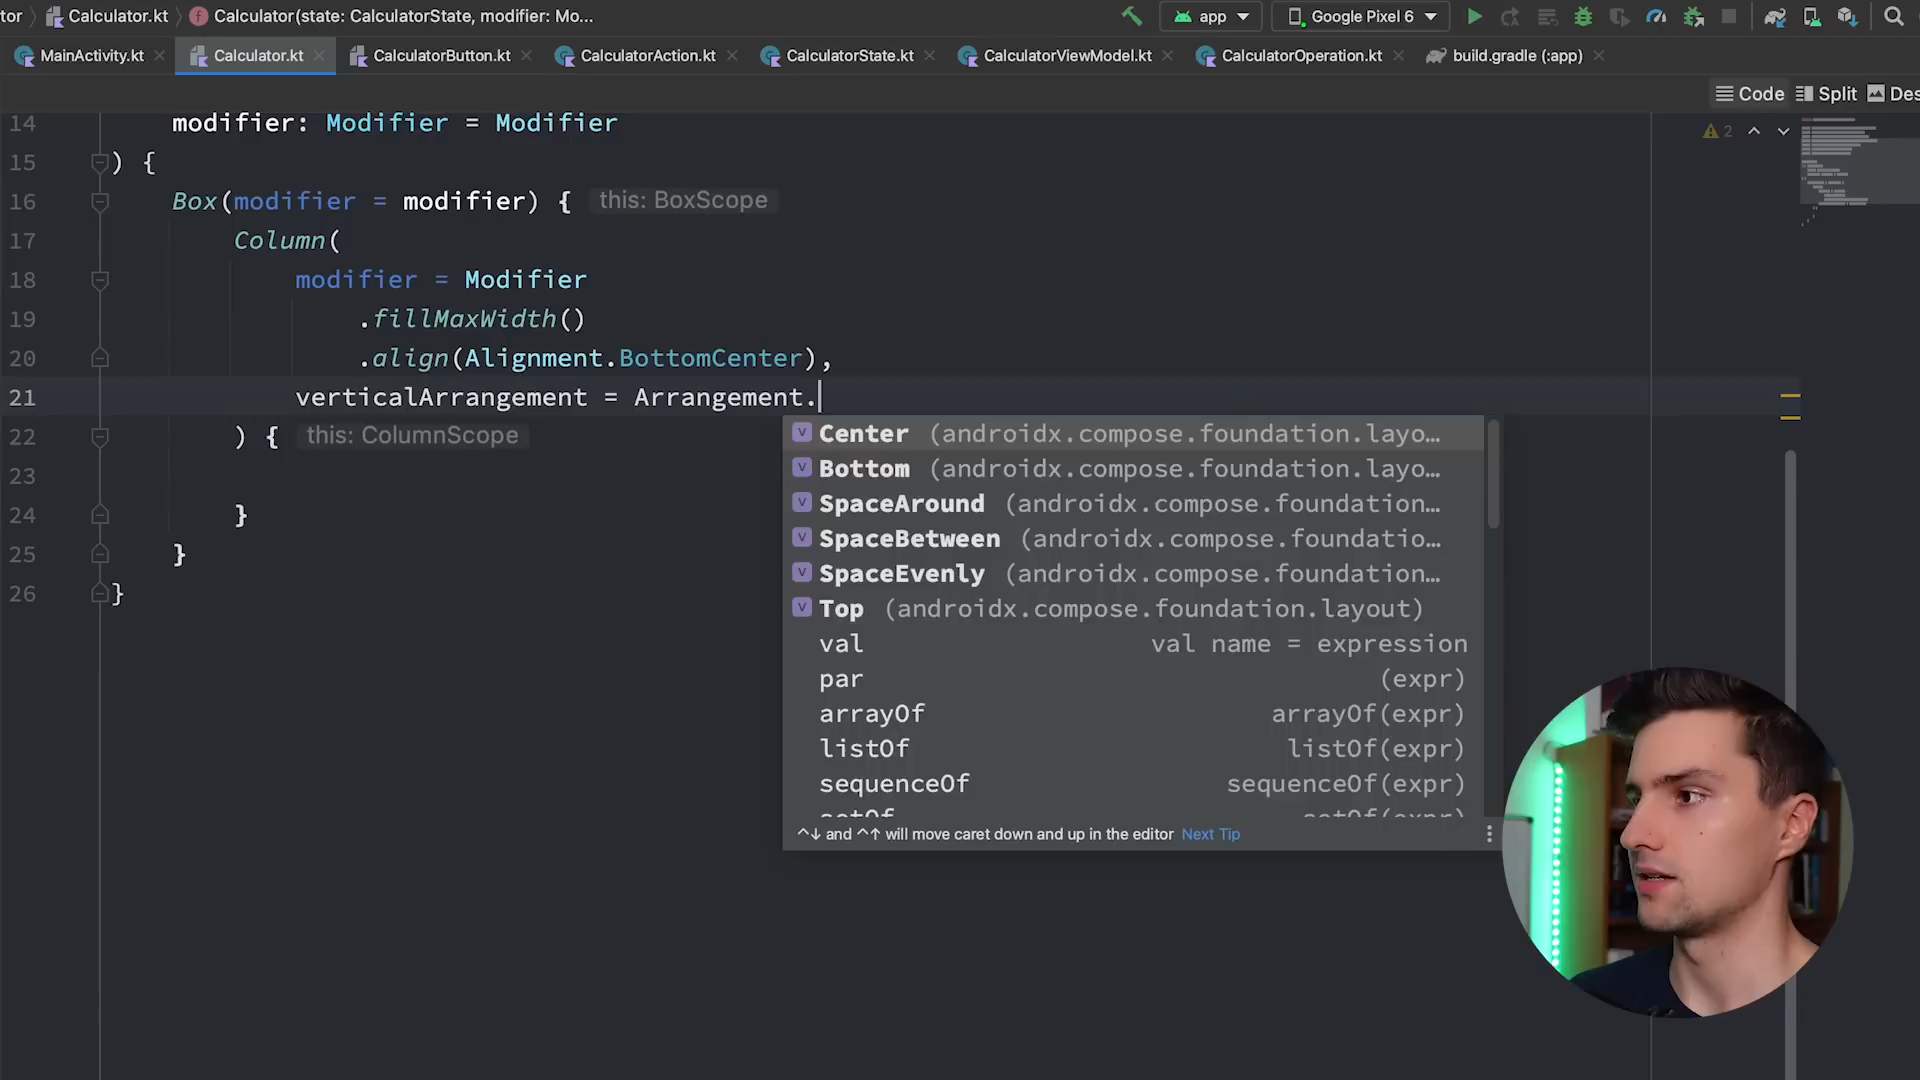 tor Calculator.kt Calculator(state: CalculatorState, modifier: Mo... app Google Pixel 6
MainActivity.kt Calculator.kt CalculatorButton.kt CalculatorAction.kt CalculatorState.kt CalculatorViewModel.kt CalculatorOperation.kt build.gradle (:app)
Code Split Des
2
14 modifier: Modifier = Modifier
15 ) {
16 Box(modifier = modifier) { this: BoxScope
17 Column(
18 modifier = Modifier
19 .fillMaxWidth()
20 .align(Alignment.BottomCenter),
21 verticalArrangement = Arrangement.
22 ) { this: ColumnScope
23
24 }
25 }
26 }
Center (androidx.compose.foundation.layo…
Bottom (androidx.compose.foundation.layo…
SpaceAround (androidx.compose.foundation…
SpaceBetween (androidx.compose.foundatio…
SpaceEvenly (androidx.compose.foundation…
Top (androidx.compose.foundation.layout)
val val name = expression
par (expr)
arrayOf arrayOf(expr)
listOf listOf(expr)
sequenceOf sequenceOf(expr)
setOf setOf(expr)
^↓ and ^↑ will move caret down and up in the editor Next Tip